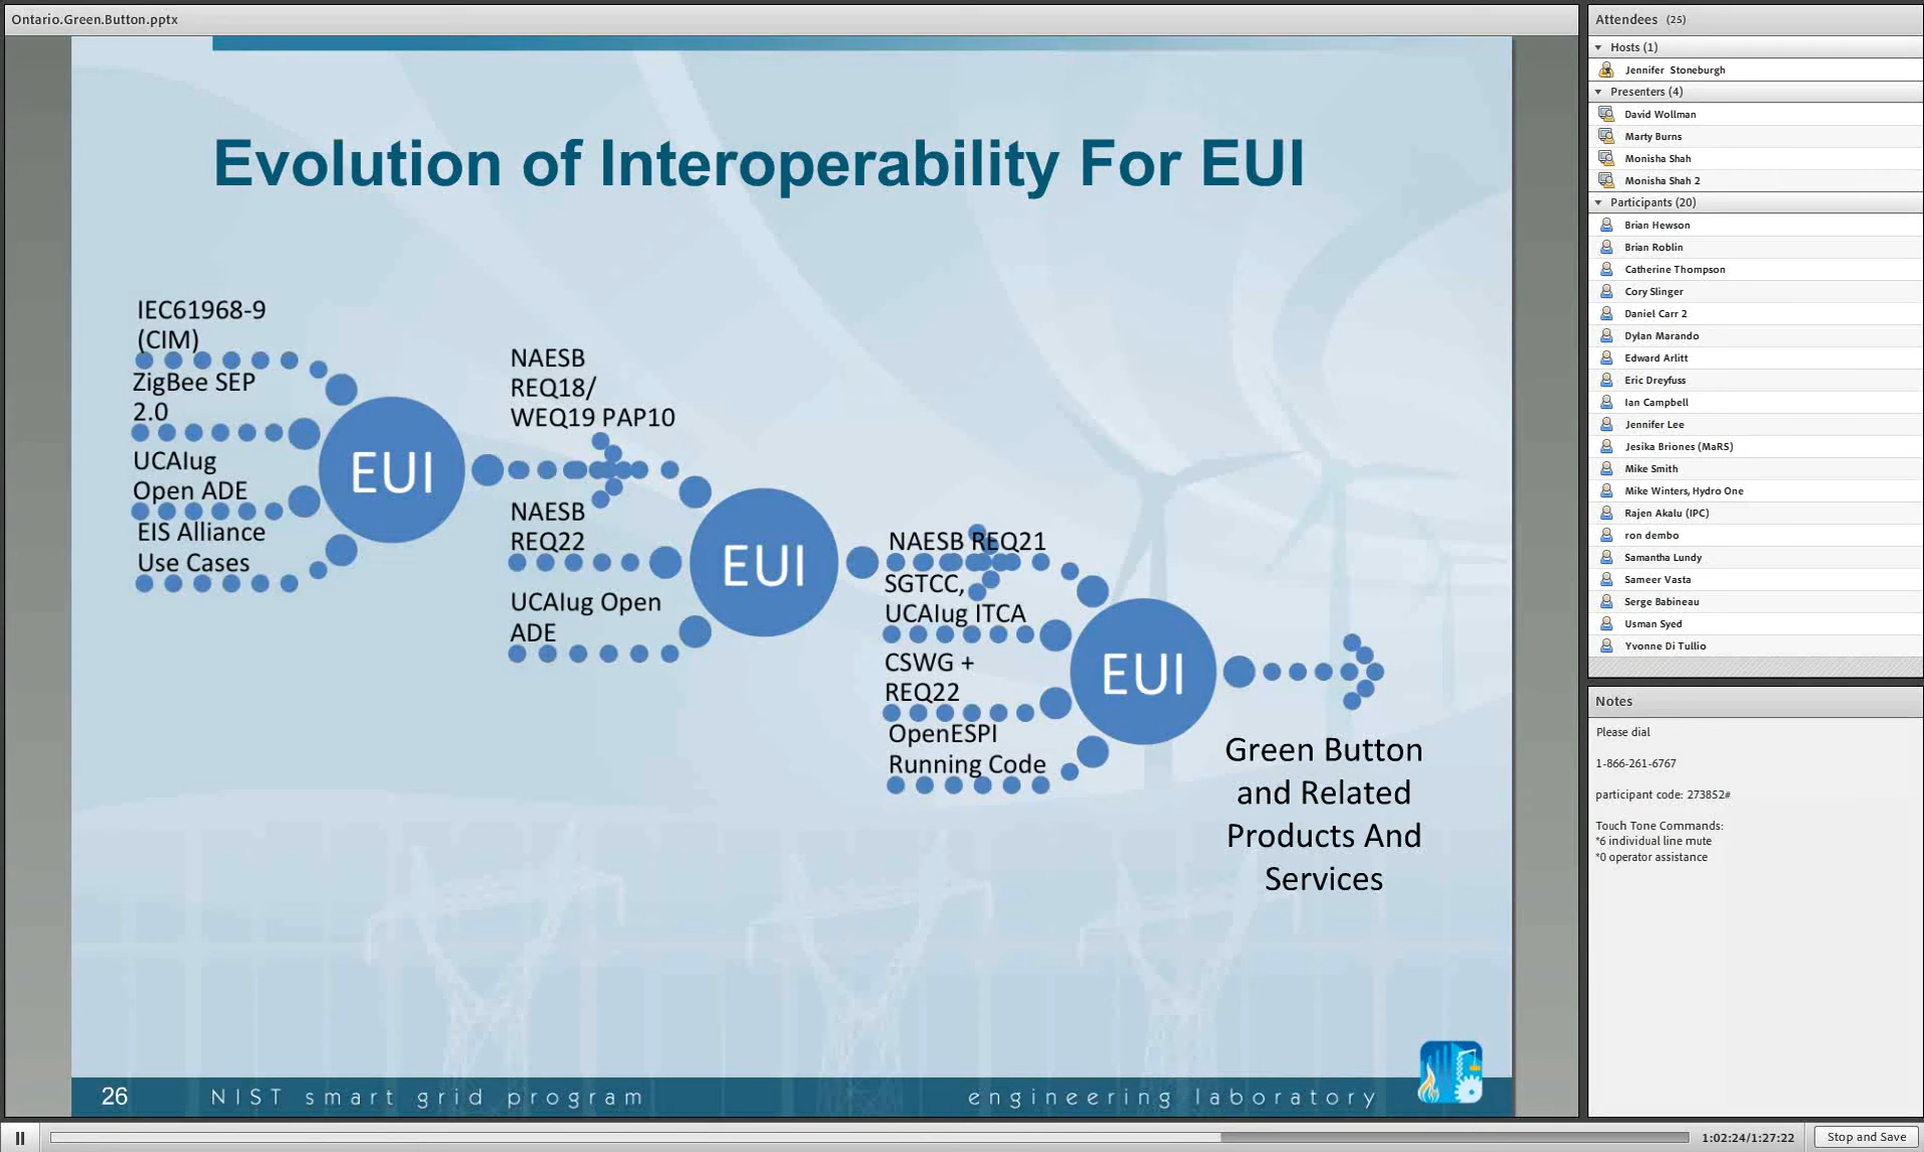 Ontario.Green.Button.pptx
Evolution of Interoperability For EUI
IEC61968-9
(CIM)
ZigBee SEP
2.0
UCAIug
Open ADE
EIS Alliance
Use Cases
EUI
NAESB
REQ18/
WEQ19 PAP10
NAESB
REQ22
UCAIug Open
ADE
EUI
NAESB REQ21
SGTCC,
UCAIug ITCA
CSWG +
REQ22
OpenESPI
Running Code
EUI
Green Button
and Related
Products And
Services
26
NIST smart grid program
engineering laboratory
Attendees (25)
Hosts (1)
Jennifer Stoneburgh
Presenters (4)
David Wollman
Marty Burns
Monisha Shah
Monisha Shah 2
Participants (20)
Brian Hewson
Brian Roblin
Catherine Thompson
Cory Slinger
Daniel Carr 2
Dylan Marando
Edward Arlitt
Eric Dreyfuss
Ian Campbell
Jennifer Lee
Jesika Briones (MaRS)
Mike Smith
Mike Winters, Hydro One
Rajen Akalu (IPC)
ron dembo
Samantha Lundy
Sameer Vasta
Serge Babineau
Usman Syed
Yvonne Di Tullio
Notes
Please dial
1-866-261-6767
participant code: 273852#
Touch Tone Commands:
*6 individual line mute
*0 operator assistance
1:02:24/1:27:22
Stop and Save